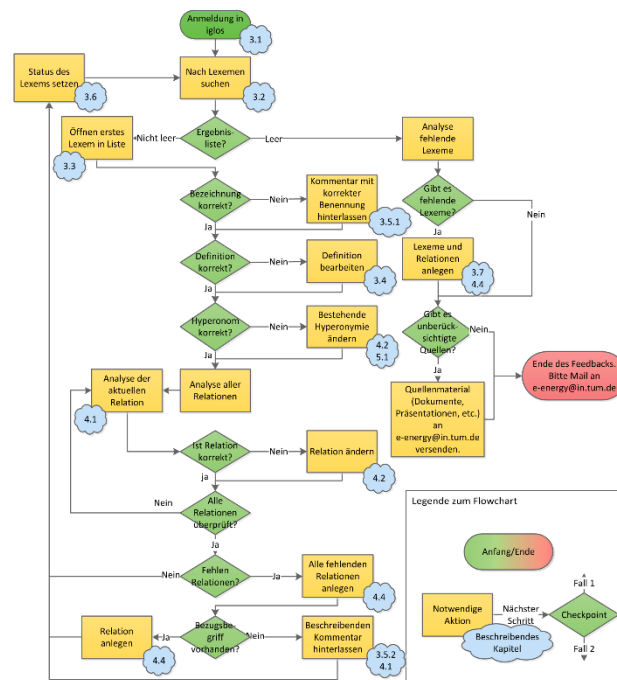 Anmeldung in
iglos
3.1
Status des
Lexems setzen
3.6
Nach Lexemen
suchen
3.2
Öffnen erstes
Lexem in Liste
3.3
Nicht leer
Ergebnis-
liste?
Leer
Analyse
fehlende
Lexeme
Bezeichnung
korrekt?
Nein
Kommentar mit
korrekter
Benennung
hinterlassen
3.5.1
Gibt es
fehlende
Lexeme?
Nein
Ja
Ja
Definition
korrekt?
Nein
Definition
bearbeiten
3.4
Lexeme und
Relationen
anlegen
3.7
4.4
Ja
Hyperonom
korrekt?
Nein
Bestehende
Hyperonymie
ändern
4.2
5.1
Gibt es
unberück-
sichtigte
Quellen?
Nein
Ja
Ja
Ende des Feedbacks.
Bitte Mail an
e-energy@in.tum.de
Analyse der
aktuellen
Relation
4.1
Analyse aller
Relationen
Quellenmaterial
(Dokumente,
Präsentationen, etc.)
an
e-energy@in.tum.de
versenden.
Ist Relation
korrekt?
Nein
Relation ändern
4.2
ja
Nein
Alle
Relationen
überprüft?
Ja
Nein
Fehlen
Relationen?
Ja
Alle fehlenden
Relationen
anlegen
4.4
Relation
anlegen
4.4
Ja
Bezugsbe-
griff
vorhanden?
Nein
Beschreibenden
Kommentar
hinterlassen
3.5.2
4.1
Legende zum Flowchart
Anfang/Ende
Fall 1
Notwendige
Aktion
Nächster
Schritt
Checkpoint
Beschreibendes
Kapitel
Fall 2